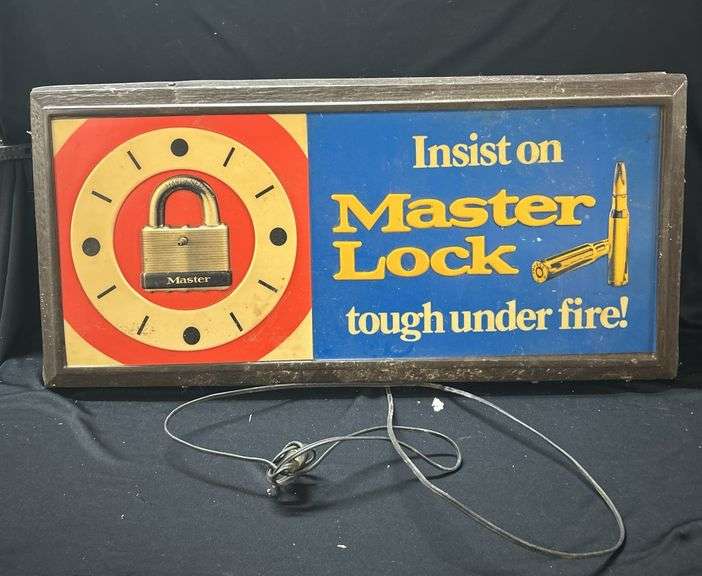 Master
Insist on
Master
Lock
tough under fire!